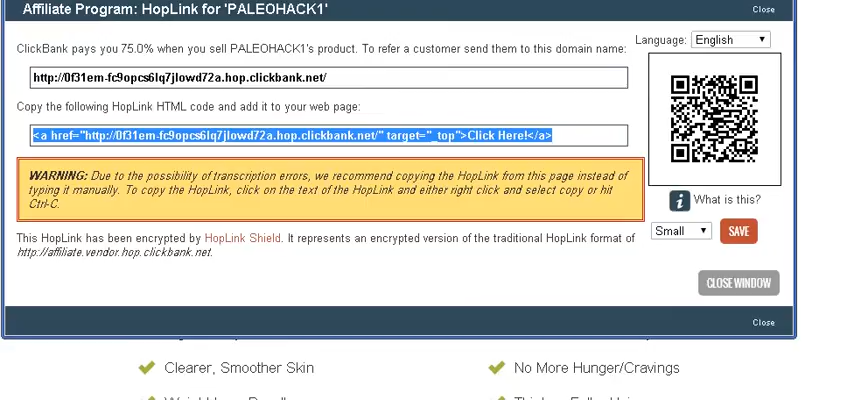 Affiliate Program: HopLink for 'PALEOHACK1'
Close
ClickBank pays you 75.0% when you sell PALEOHACK1's product. To refer a customer send them to this domain name:
Language: English
http://0f31em-fc9opcs6lq7jlowd72a.hop.clickbank.net/
Copy the following HopLink HTML code and add it to your web page:
<a href="http://0f31em-fc9opcs6lq7jlowd72a.hop.clickbank.net/" target="_top">Click Here!</a>
WARNING: Due to the possibility of transcription errors, we recommend copying the HopLink from this page instead of
typing it manually. To copy the HopLink, click on the text of the HopLink and either right click and select copy or hit
Ctrl-C.
i What is this?
This HopLink has been encrypted by HopLink Shield. It represents an encrypted version of the traditional HopLink format of
http://affiliate.vendor.hop.clickbank.net.
Small
SAVE
CLOSE WINDOW
Close
Clearer, Smoother Skin
No More Hunger/Cravings